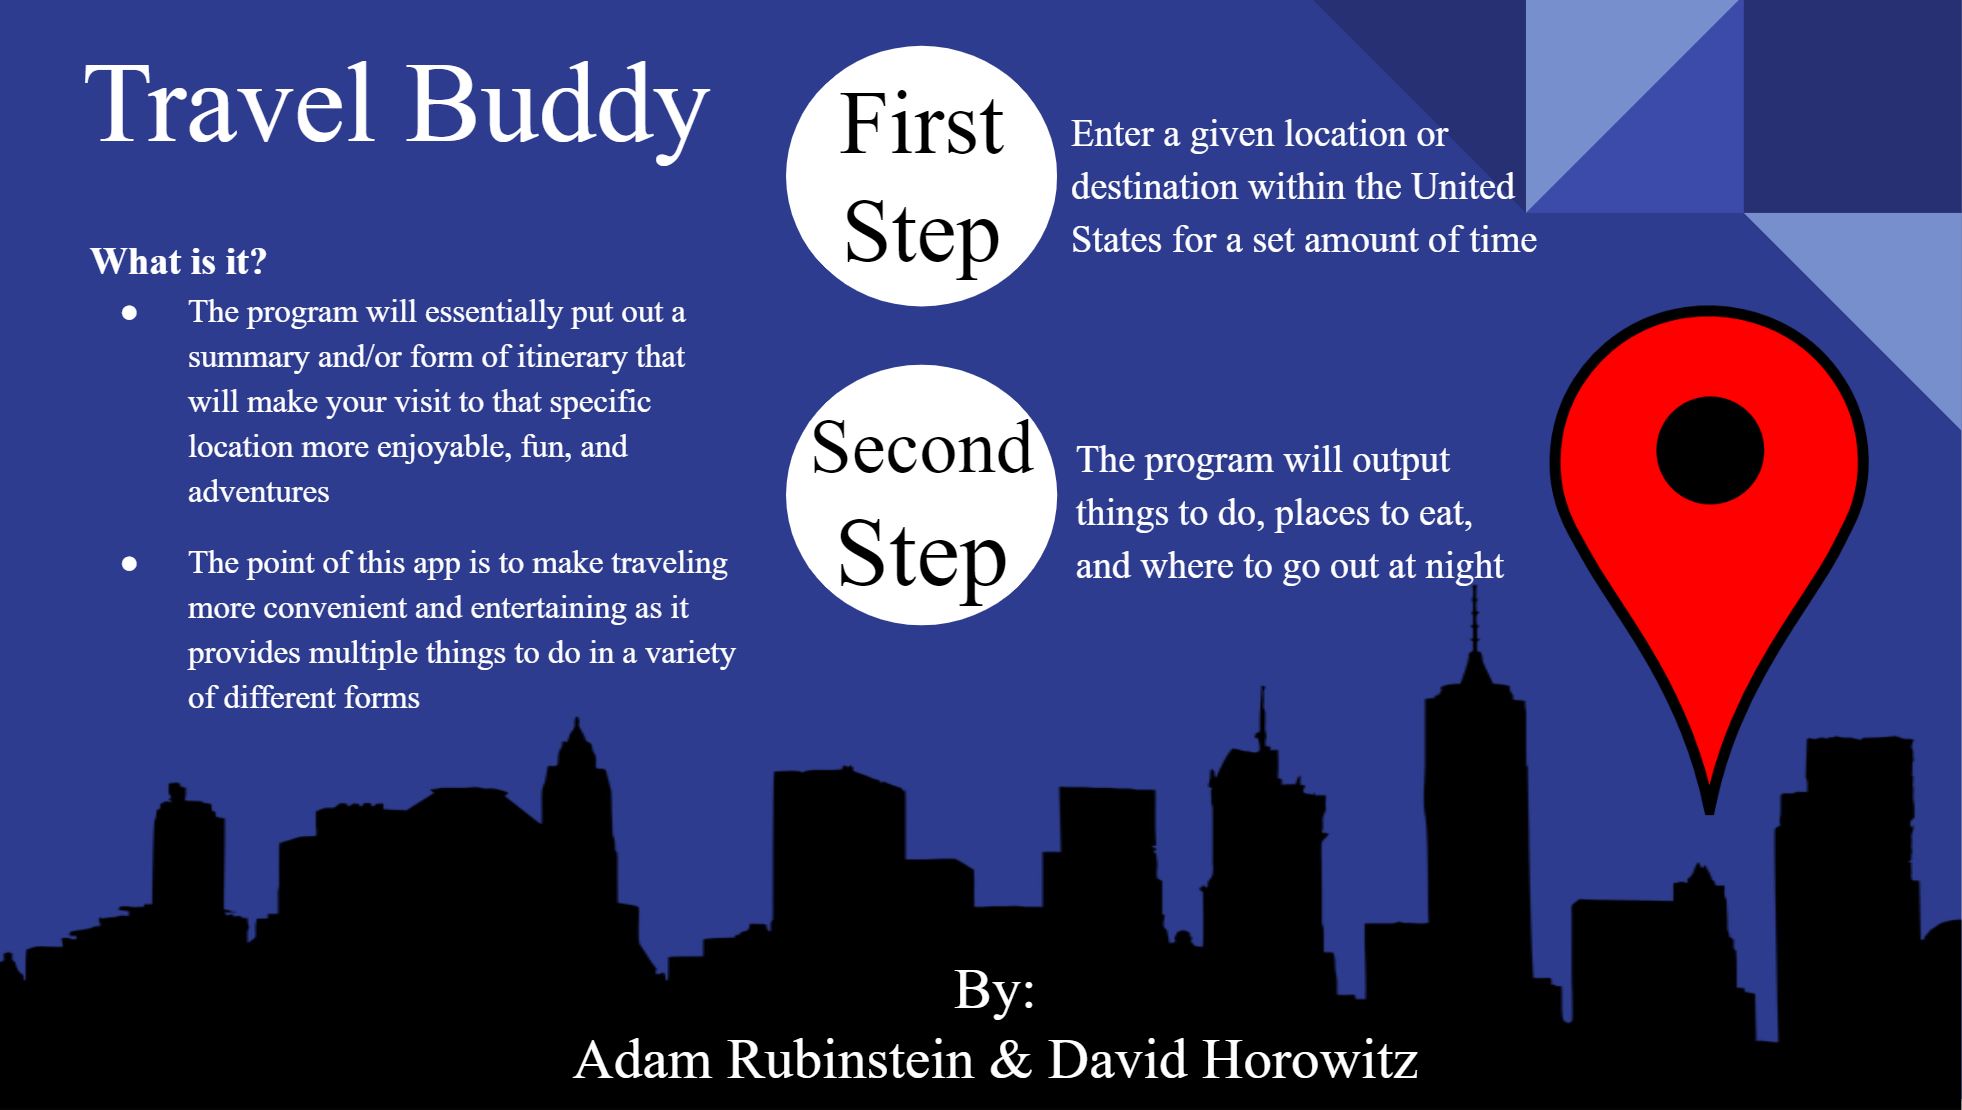 Travel Buddy
What is it?
● The program will essentially put out a
summary and/or form of itinerary that
will make your visit to that specific
location more enjoyable, fun, and
adventures
● The point of this app is to make traveling
more convenient and entertaining as it
provides multiple things to do in a variety
of different forms
First
Step
Enter a given location or
destination within the United
States for a set amount of time
Second
Step
The program will output
things to do, places to eat,
and where to go out at night
By:
Adam Rubinstein & David Horowitz